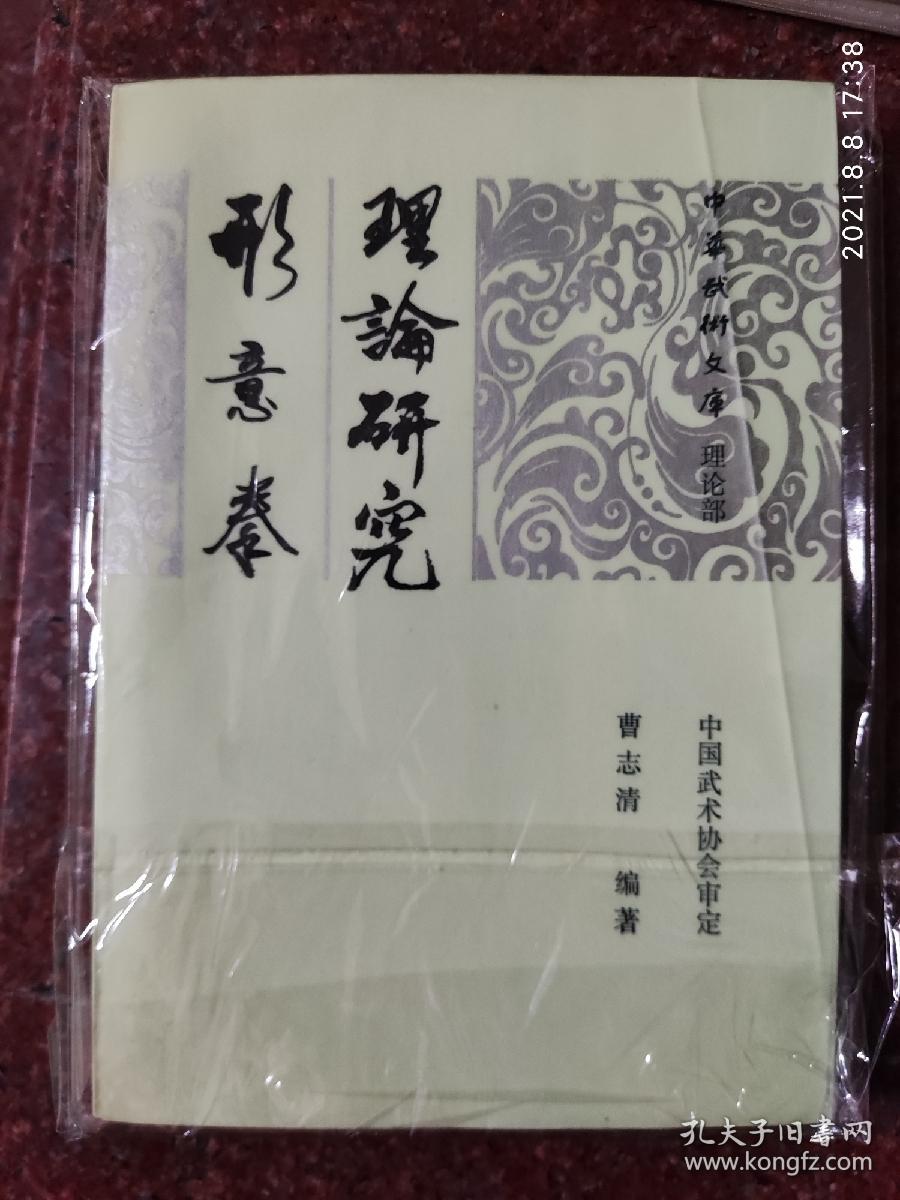 形意拳
理論研究
中華武術文庫 理论部
中国武术协会审定
曹志清 编著
2021.8.8 17:38
孔夫子旧書网
www.kongfz.com